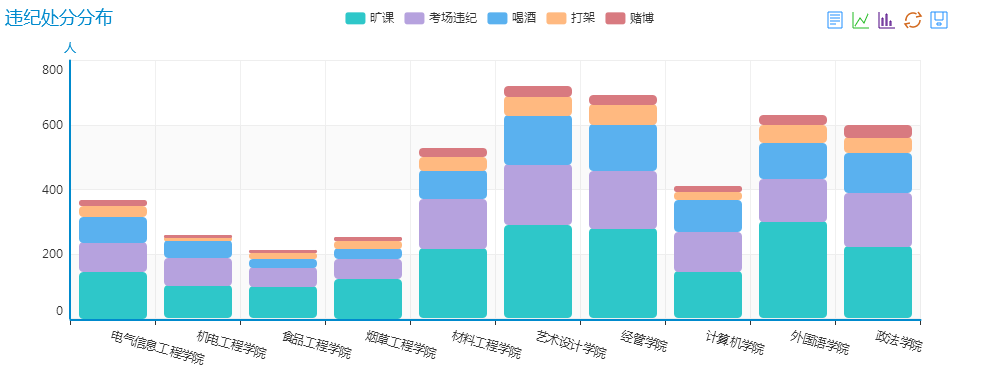 违纪处分分布
旷课 考场违纪 喝酒 打架 赌博
人
800
600
400
200
0
电气信息工程学院 机电工程学院 食品工程学院 烟草工程学院 材料工程学院 艺术设计学院 经管学院 计算机学院 外国语学院 政法学院